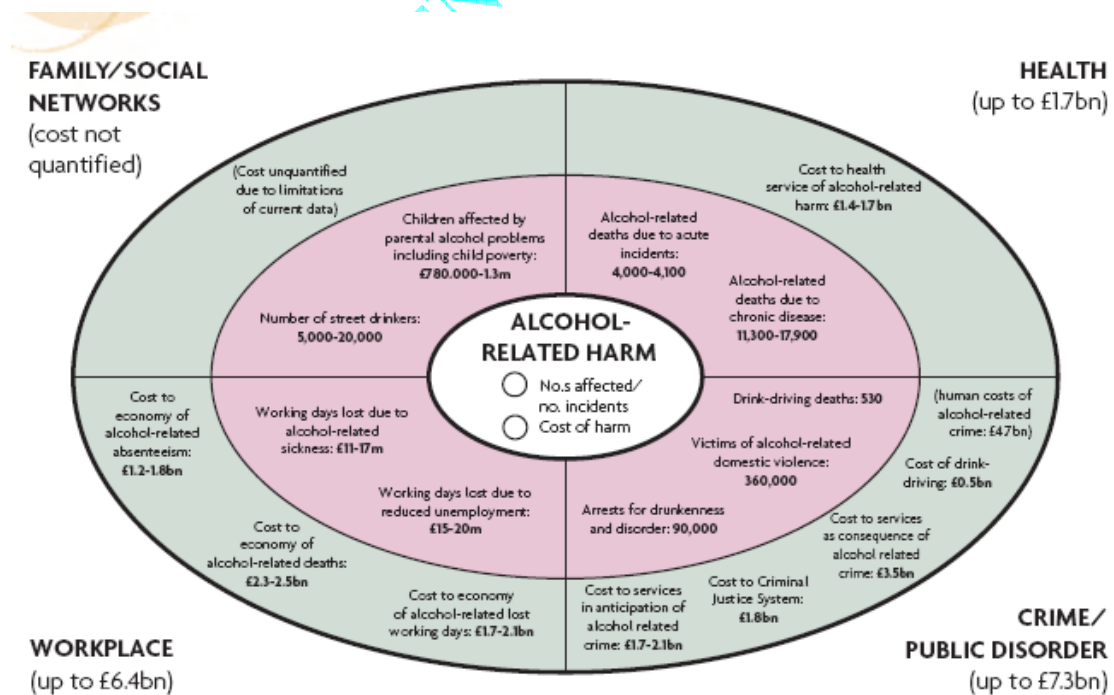 FAMILY/SOCIAL
NETWORKS
(cost not
quantified)
HEALTH
(up to £1.7bn)
(Cost unquantified
due to limitations
of current data)
Cost to health
service of alcohol-related
harm: £1.4-1.7bn
Children affected by
parental alcohol problems
including child poverty:
£780.000-1.3m
Alcohol-related
deaths due to acute
incidents:
4,000-4,100
Alcohol-related
deaths due to
chronic disease:
11,300-17,900
Number of street drinkers:
5,000-20,000
ALCOHOL-
RELATED HARM
No.s affected/
no. incidents
Cost of harm
Cost to
economy of
alcohol-related
absenteeism:
£1.2-1.8bn
Working days lost due to
alcohol-related
sickness: £11-17m
Working days lost due to
reduced unemployment:
£15-20m
Cost to
economy of
alcohol-related deaths:
£2.3-2.5bn
Cost to economy
of alcohol-related lost
working days: £1.7-2.1bn
Drink-driving deaths: 530
Victims of alcohol-related
domestic violence:
360,000
Arrests for drunkenness
and disorder: 90,000
(human costs of
alcohol-related
crime: £4.7bn)
Cost of drink-
driving: £0.5bn
Cost to services
as consequence of
alcohol related
crime: £3.5bn
Cost to Criminal
Justice System:
£1.8bn
Cost to services
in anticipation of
alcohol related
crime: £1.7-2.1bn
WORKPLACE
(up to £6.4bn)
CRIME/
PUBLIC DISORDER
(up to £7.3bn)